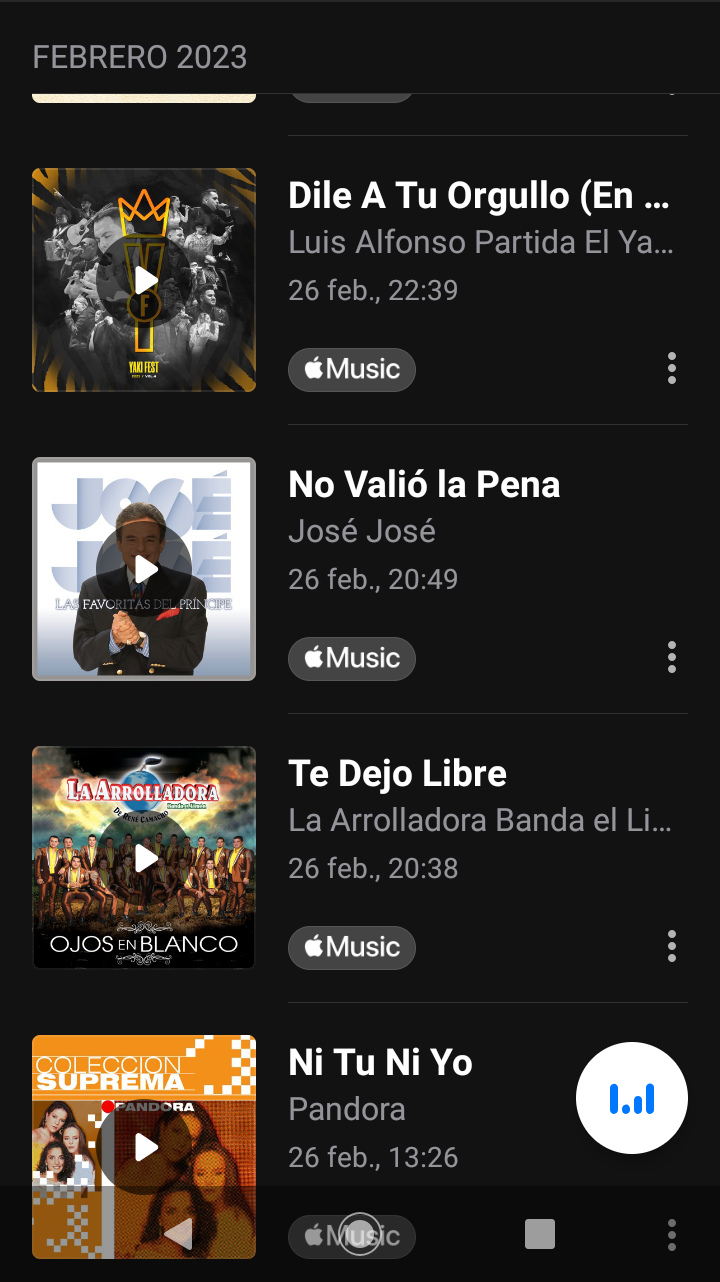 FEBRERO 2023
Dile A Tu Orgullo (En …
Luis Alfonso Partida El Ya…
26 feb., 22:39
Music
F
YAKI FEST
No Valió la Pena
José José
26 feb., 20:49
Music
JOSÉ
JOSÉ
LAS FAVORITAS DEL PRÍNCIPE
Te Dejo Libre
La Arrolladora Banda el Li…
26 feb., 20:38
Music
LA ARROLLADORA
Banda el Limón
DE RENÉ CAMACHO
OJOS EN BLANCO
Ni Tu Ni Yo
Pandora
26 feb., 13:26
Music
COLECCION
SUPREMA
PANDORA